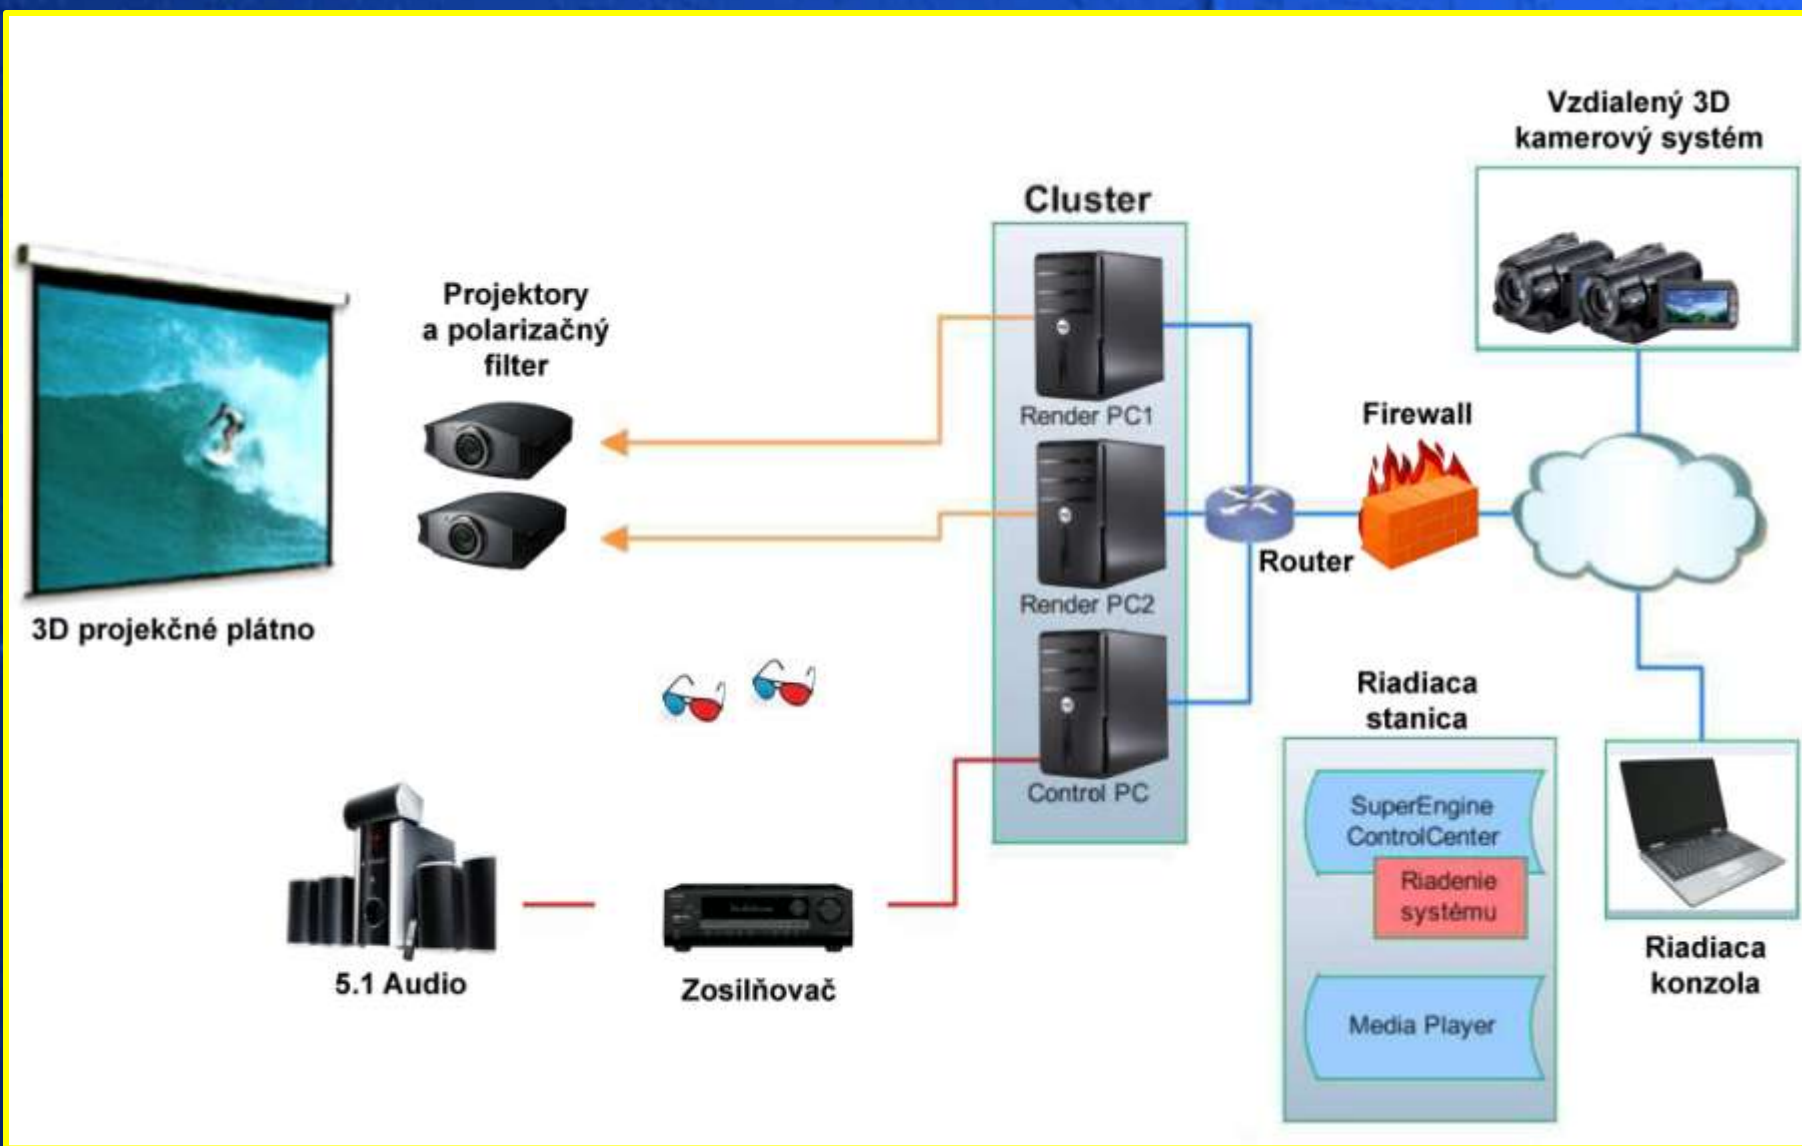 Vzdialený 3D
kamerový systém
Cluster
Projektory
a polarizačný
filter
Render PC1
Firewall
Router
Render PC2
3D projekčné plátno
Riadiaca
stanica
Control PC
SuperEngine
ControlCenter
Riadenie
systému
5.1 Audio
Zosilňovač
Riadiaca
konzola
Media Player